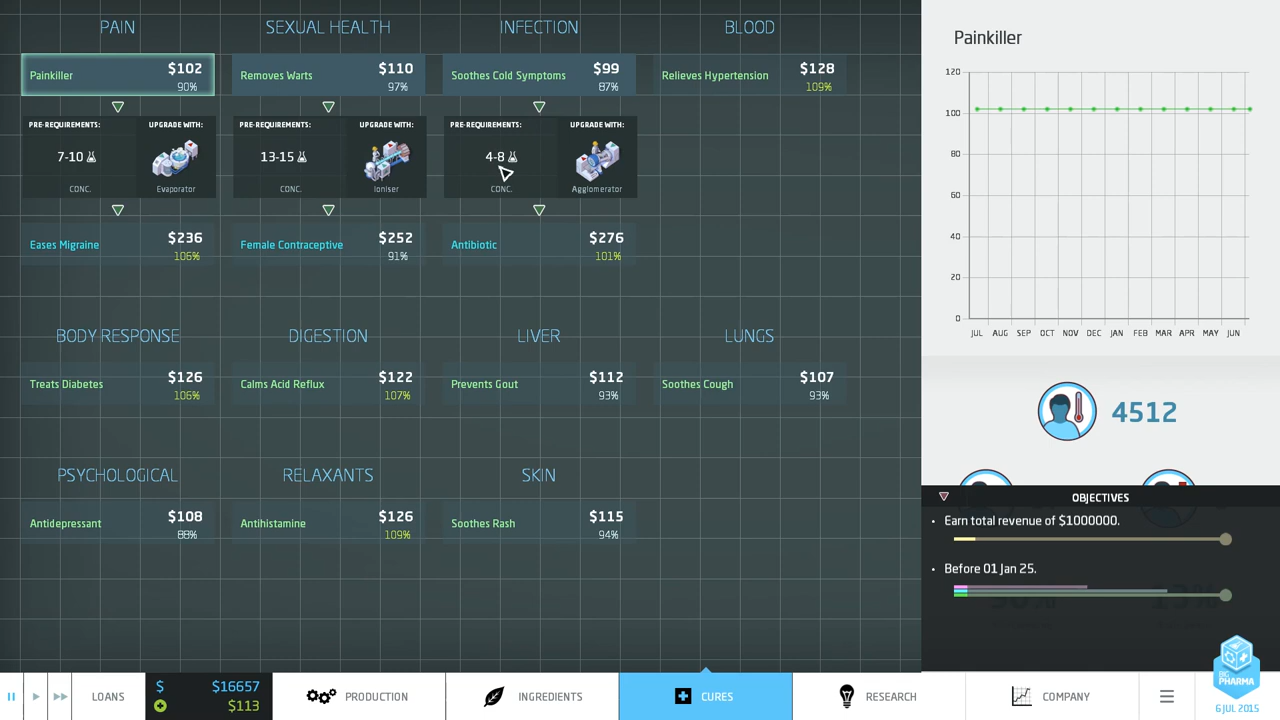 PAIN
SEXUAL HEALTH
INFECTION
BLOOD
Painkiller
$102
90%
Removes Warts
$110
97%
Soothes Cold Symptoms
$99
87%
Relieves Hypertension
$128
109%
PRE-REQUIREMENTS:
UPGRADE WITH:
7-10
CONC.
Evaporator
PRE-REQUIREMENTS:
UPGRADE WITH:
13-15
CONC.
Ioniser
PRE-REQUIREMENTS:
UPGRADE WITH:
4-8
CONC.
Agglomerator
Eases Migraine
$236
106%
Female Contraceptive
$252
91%
Antibiotic
$276
101%
BODY RESPONSE
DIGESTION
LIVER
LUNGS
Treats Diabetes
$126
106%
Calms Acid Reflux
$122
107%
Prevents Gout
$112
93%
Soothes Cough
$107
93%
PSYCHOLOGICAL
RELAXANTS
SKIN
Antidepressant
$108
88%
Antihistamine
$126
109%
Soothes Rash
$115
94%
Painkiller
120
100
80
60
40
20
0
JUL AUG SEP OCT NOV DEC JAN FEB MAR APR MAY JUN
4512
OBJECTIVES
• Earn total revenue of $1000000.
• Before 01 Jan 25.
LOANS
$ $16657
$113
PRODUCTION
INGREDIENTS
CURES
RESEARCH
COMPANY
BIG PHARMA
6 JUL 2015